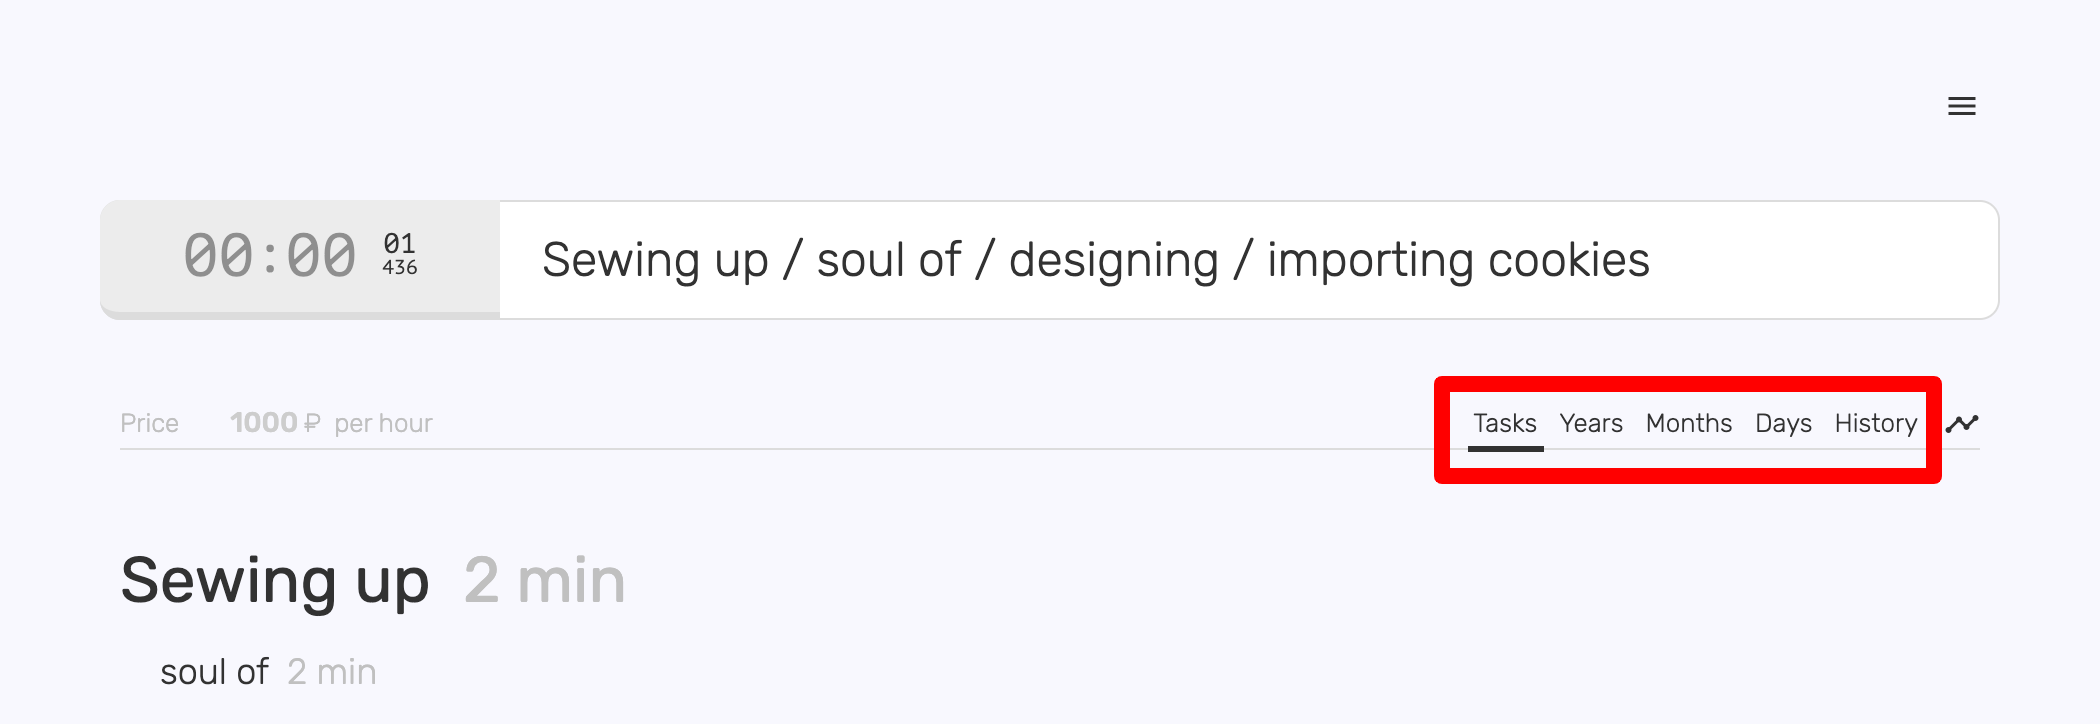 00:00 01
436
Sewing up / soul of / designing / importing cookies
Price 1000 ₽ per hour
Tasks Years Months Days History
Sewing up 2 min
soul of 2 min